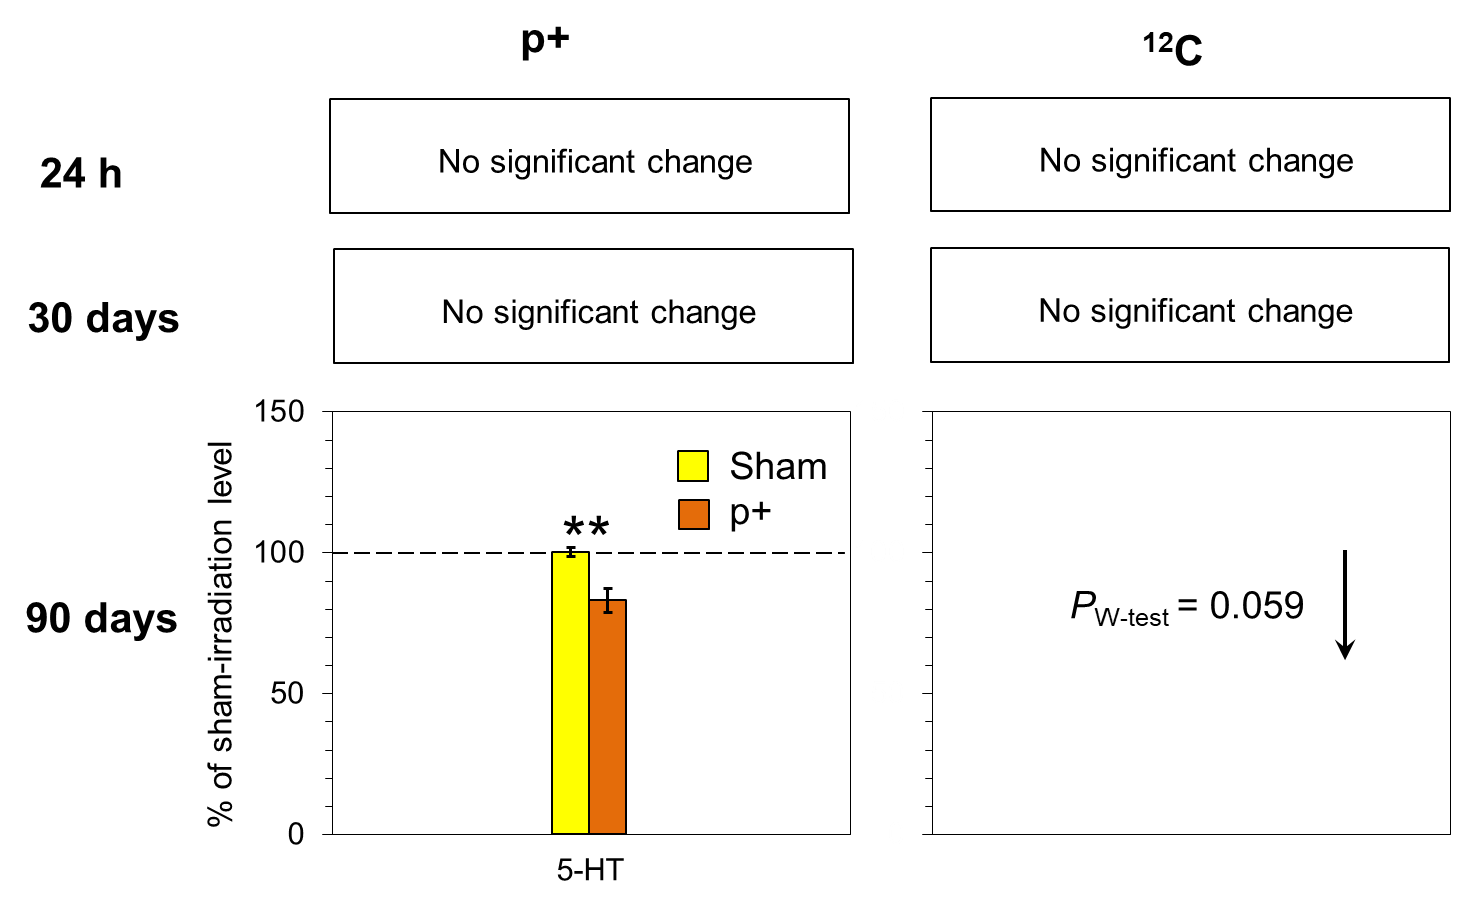 p+
¹²C
24 h
No significant change
No significant change
30 days
No significant change
No significant change
90 days
% of sham-irradiation level
150
100
50
0
Sham
p+
**
5-HT
P W-test = 0.059